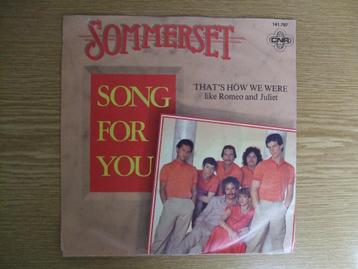 141.797
SOMMERSET
CNR
SONG
FOR
YOU
THAT'S HOW WE WERE
like Romeo and Juliet